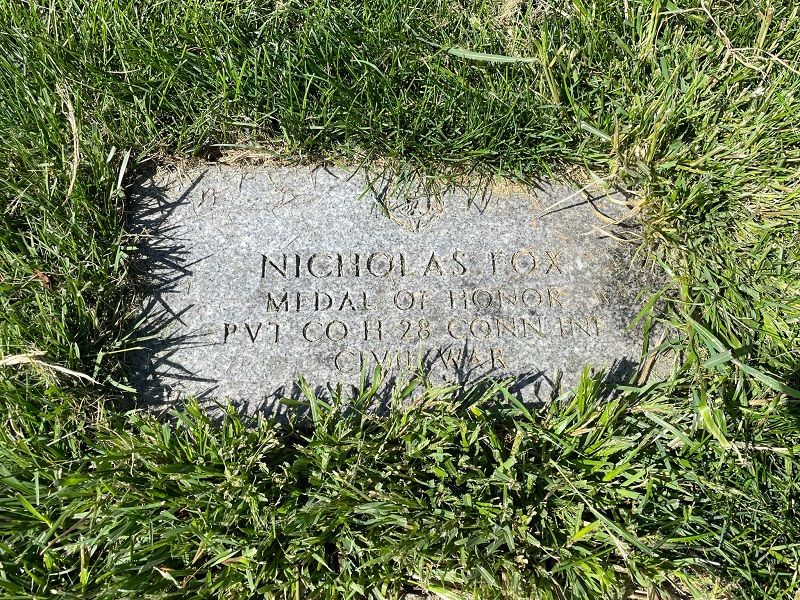 NICHOLAS FOX
MEDAL OF HONOR
PVT CO H 28 CONN INF
CIVIL WAR